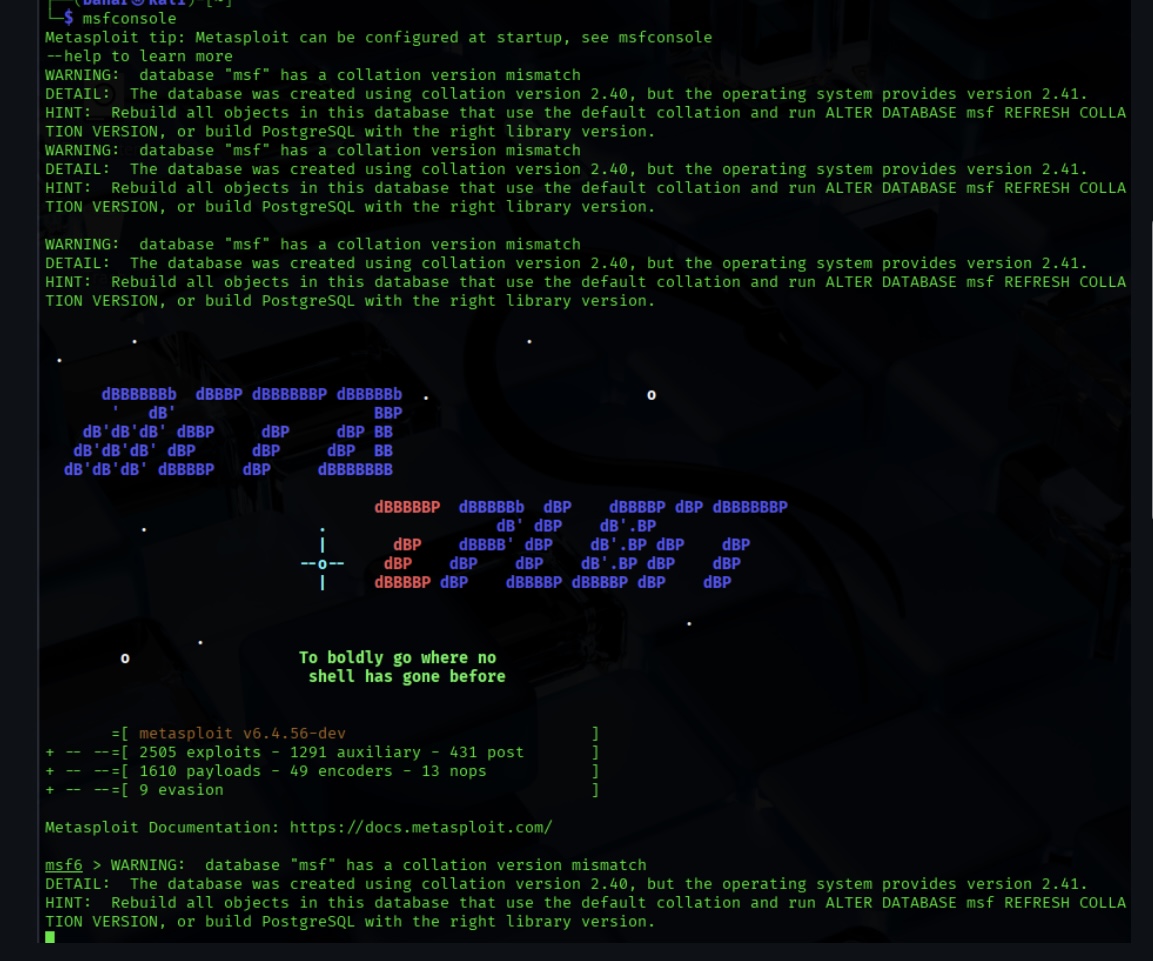 (bahar㉿kali)-[~]
└─$ msfconsole
Metasploit tip: Metasploit can be configured at startup, see msfconsole
--help to learn more
WARNING:  database "msf" has a collation version mismatch
DETAIL:  The database was created using collation version 2.40, but the operating system provides version 2.41.
HINT:  Rebuild all objects in this database that use the default collation and run ALTER DATABASE msf REFRESH COLLA
TION VERSION, or build PostgreSQL with the right library version.
WARNING:  database "msf" has a collation version mismatch
DETAIL:  The database was created using collation version 2.40, but the operating system provides version 2.41.
HINT:  Rebuild all objects in this database that use the default collation and run ALTER DATABASE msf REFRESH COLLA
TION VERSION, or build PostgreSQL with the right library version.
WARNING:  database "msf" has a collation version mismatch
DETAIL:  The database was created using collation version 2.40, but the operating system provides version 2.41.
HINT:  Rebuild all objects in this database that use the default collation and run ALTER DATABASE msf REFRESH COLLA
TION VERSION, or build PostgreSQL with the right library version.
dBBBBBBb  dBBBP dBBBBBBP dBBBBBb  .                       o
 '   dB'                     BBP
dB'dB'dB' dBBP     dBP     dBP BB
dB'dB'dB' dBP      dBP     dBP  BB
dB'dB'dB' dBBBBP   dBP     dBBBBBBB
dBBBBBP  dBBBBBb  dBP    dBBBBP dBP dBBBBBBP
.                  .                  dB' dBP    dB'.BP
|       dBP    dBBBB' dBP    dB'.BP dBP    dBP
--o--    dBP    dBP    dBP    dB'.BP dBP    dBP
|     dBBBBP dBP    dBBBBP dBBBBP dBP    dBP
o                  To boldly go where no
shell has gone before
=[ metasploit v6.4.56-dev                          ]
+ -- --=[ 2505 exploits - 1291 auxiliary - 431 post       ]
+ -- --=[ 1610 payloads - 49 encoders - 13 nops           ]
+ -- --=[ 9 evasion                                       ]
Metasploit Documentation: https://docs.metasploit.com/
msf6 > WARNING:  database "msf" has a collation version mismatch
DETAIL:  The database was created using collation version 2.40, but the operating system provides version 2.41.
HINT:  Rebuild all objects in this database that use the default collation and run ALTER DATABASE msf REFRESH COLLA
TION VERSION, or build PostgreSQL with the right library version.